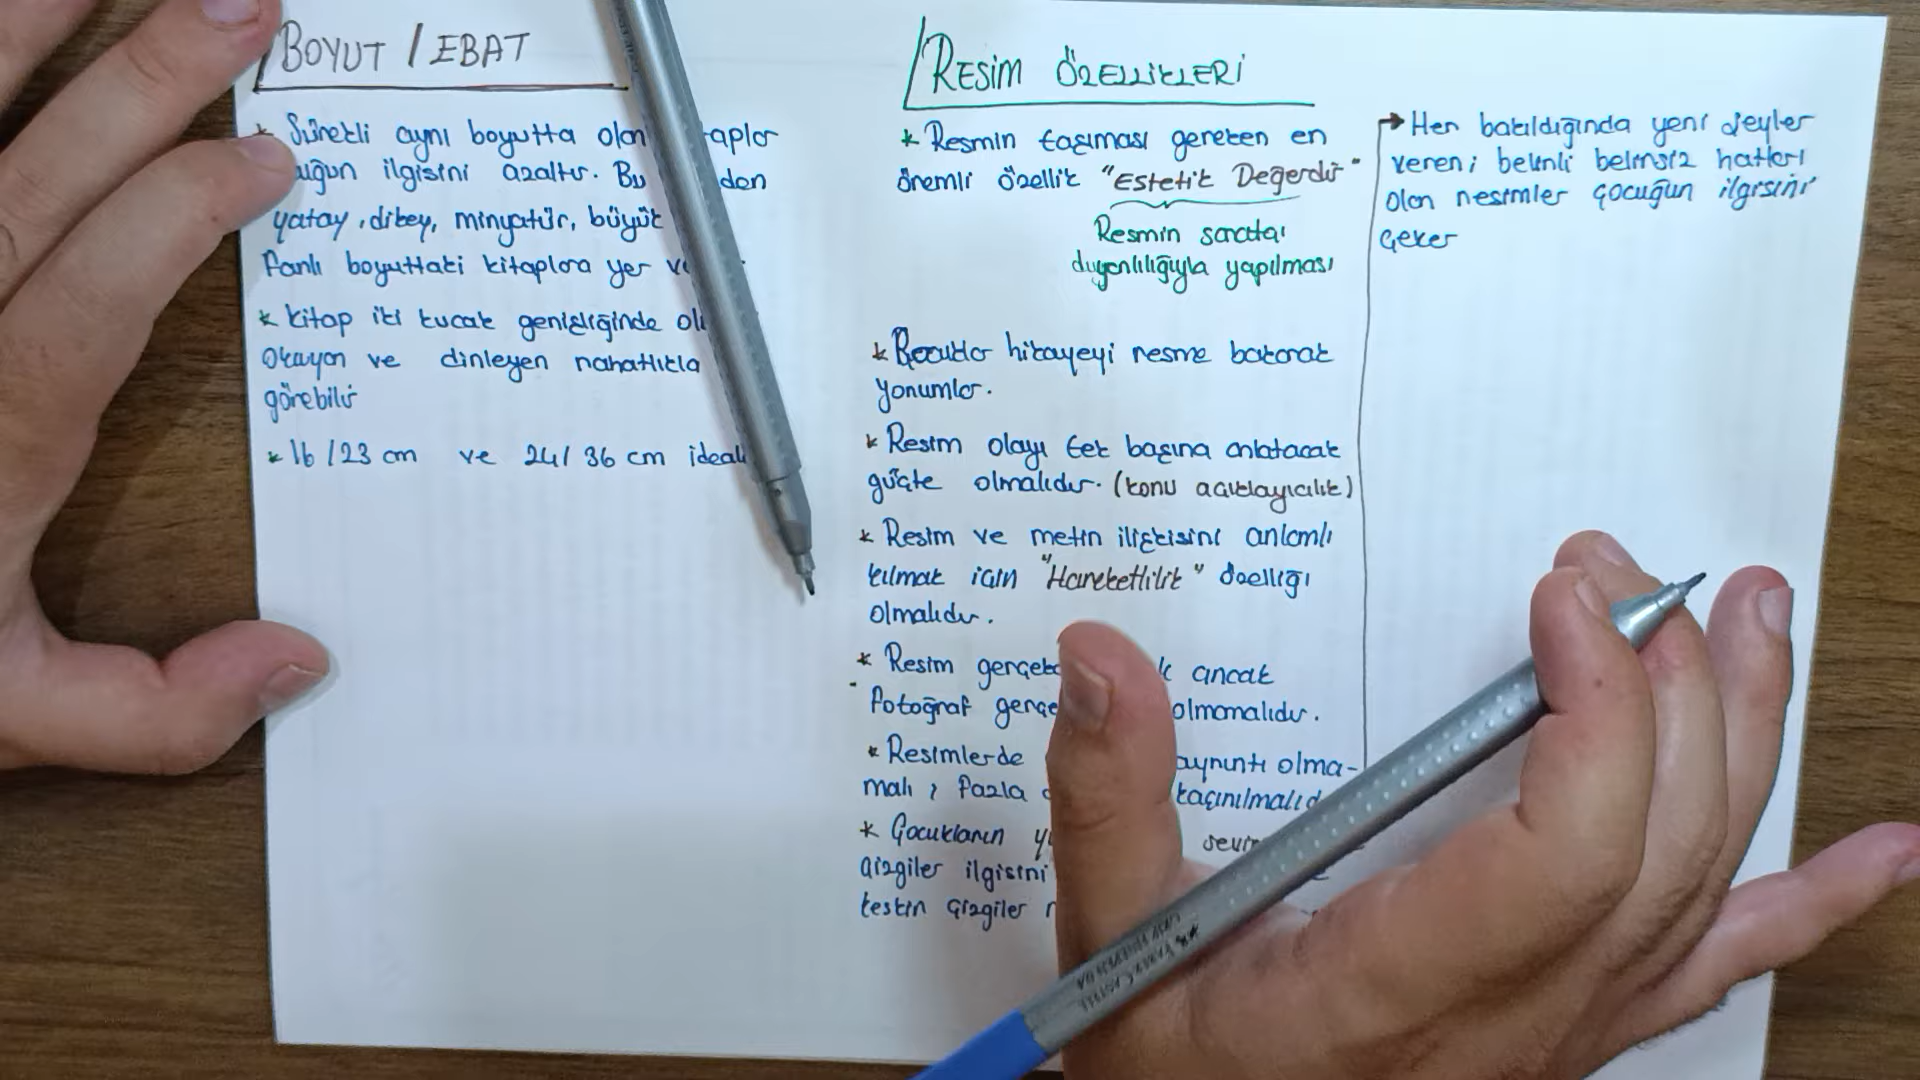 BOYUT / EBAT
* Sürekli aynı boyutta olan
ilgisini azaltır. Bu
yatay, dikey, minyatür, büyük
farklı boyuttaki kitaplara yer
* kitap iki kucak genişliğinde
Okuyan ve dinleyen rahatlıkla
görebilir
* 16/23 cm ve 24/36 cm ideal
RESİM ÖZELLİKLERİ
* Resmin taşıması gereken en
önemli özellik "Estetik Değerdir"
Resmin sanatçı
duyarlılığıyla yapılması
* Çocuklar hikayeyi resme bakarak
yorumlar.
* Resim olayı tek başına anlatacak
güçte olmalıdır. (konu açıklayıcılık)
* Resim ve metin ilişkisini anlamlı
kılmak için "Hareketlilik" özelliği
olmalıdır.
* Resim ancak
fotoğraf olmamalıdır.
* Resimlerde ayrıntı olma-
malı ; fazla
* Çocukların
çizgiler ilgisini
keskin çizgiler
→ Her bakıldığında yeni şeyler
veren; belirli belirsiz hatları
olan resimler çocuğun ilgisini
çeker